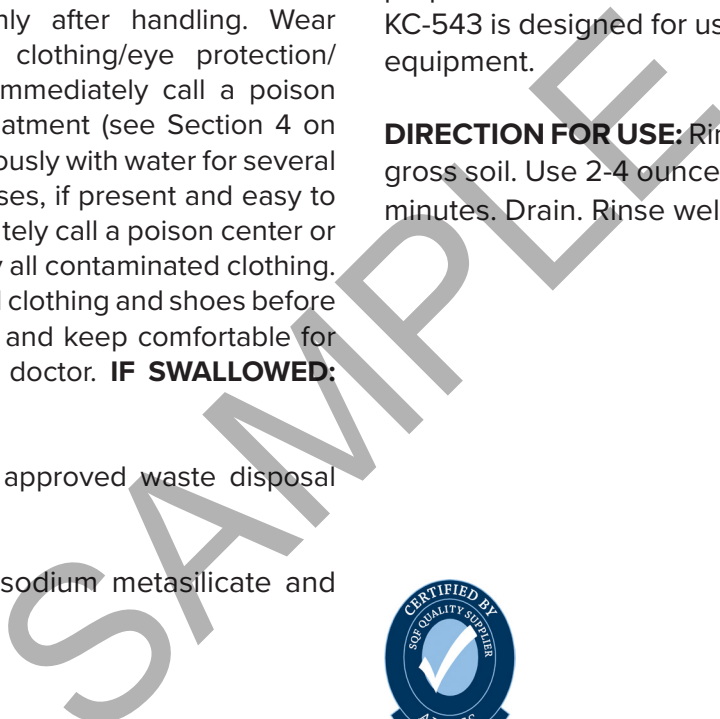 after handling. Wear
clothing/eye protection/
mmediately call a poison
atment (see Section 4 on
ously with water for several
ses, if present and easy to
tely call a poison center or
all contaminated clothing.
clothing and shoes before
and keep comfortable for
doctor. IF SWALLOWED:
approved waste disposal
sodium metasilicate and
KC-543 is designed for us
equipment.
DIRECTION FOR USE: Rin
gross soil. Use 2-4 ounce
minutes. Drain. Rinse wel
SAMPLE
CERTIFIED BY
SQF QUALITY SUPPLIER